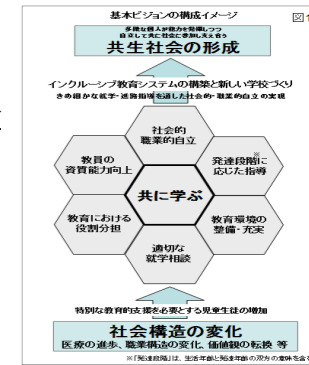 基本ビジョンの構成イメージ
図1
多様な個人が能力を発揮しつつ
自立して共に社会に参加し支え合う
共生社会の形成
インクルーシブ教育システムの構築と新しい学校づくり
きめ細かな就学・進路指導を通した社会的・職業的自立の実現
社会的
職業的自立
教員の
資質能力向上
※
発達段階に
応じた指導
共に学ぶ
教育における
役割分担
教育環境の
整備・充実
適切な
就学相談
特別な教育的支援を必要とする児童生徒の増加
社会構造の変化
医療の進歩、職業構造の変化、価値観の転換 等
※「発達段階」は、生活年齢と発達年齢の双方の意味を含む